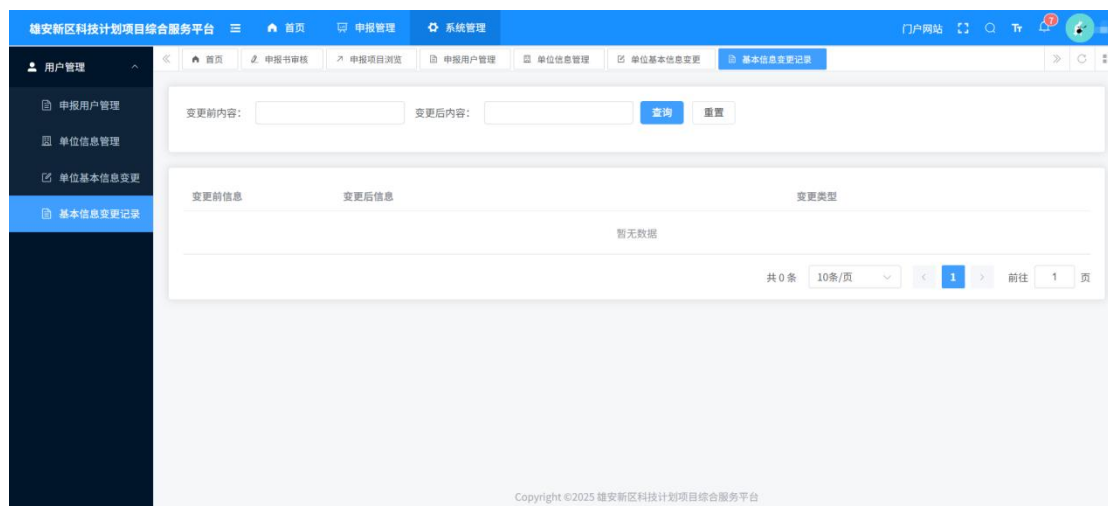 雄安新区科技计划项目综合服务平台 首页 申报管理 系统管理 门户网站 Tт 7
用户管理 首页 申报书审核 申报项目浏览 申报用户管理 单位信息管理 单位基本信息变更 基本信息变更记录
申报用户管理
单位信息管理
单位基本信息变更
基本信息变更记录
变更前内容： 变更后内容： 查询 重置
变更前信息 变更后信息 变更类型
暂无数据
共 0 条 10条/页 1 前往 1 页
Copyright ©2025 雄安新区科技计划项目综合服务平台